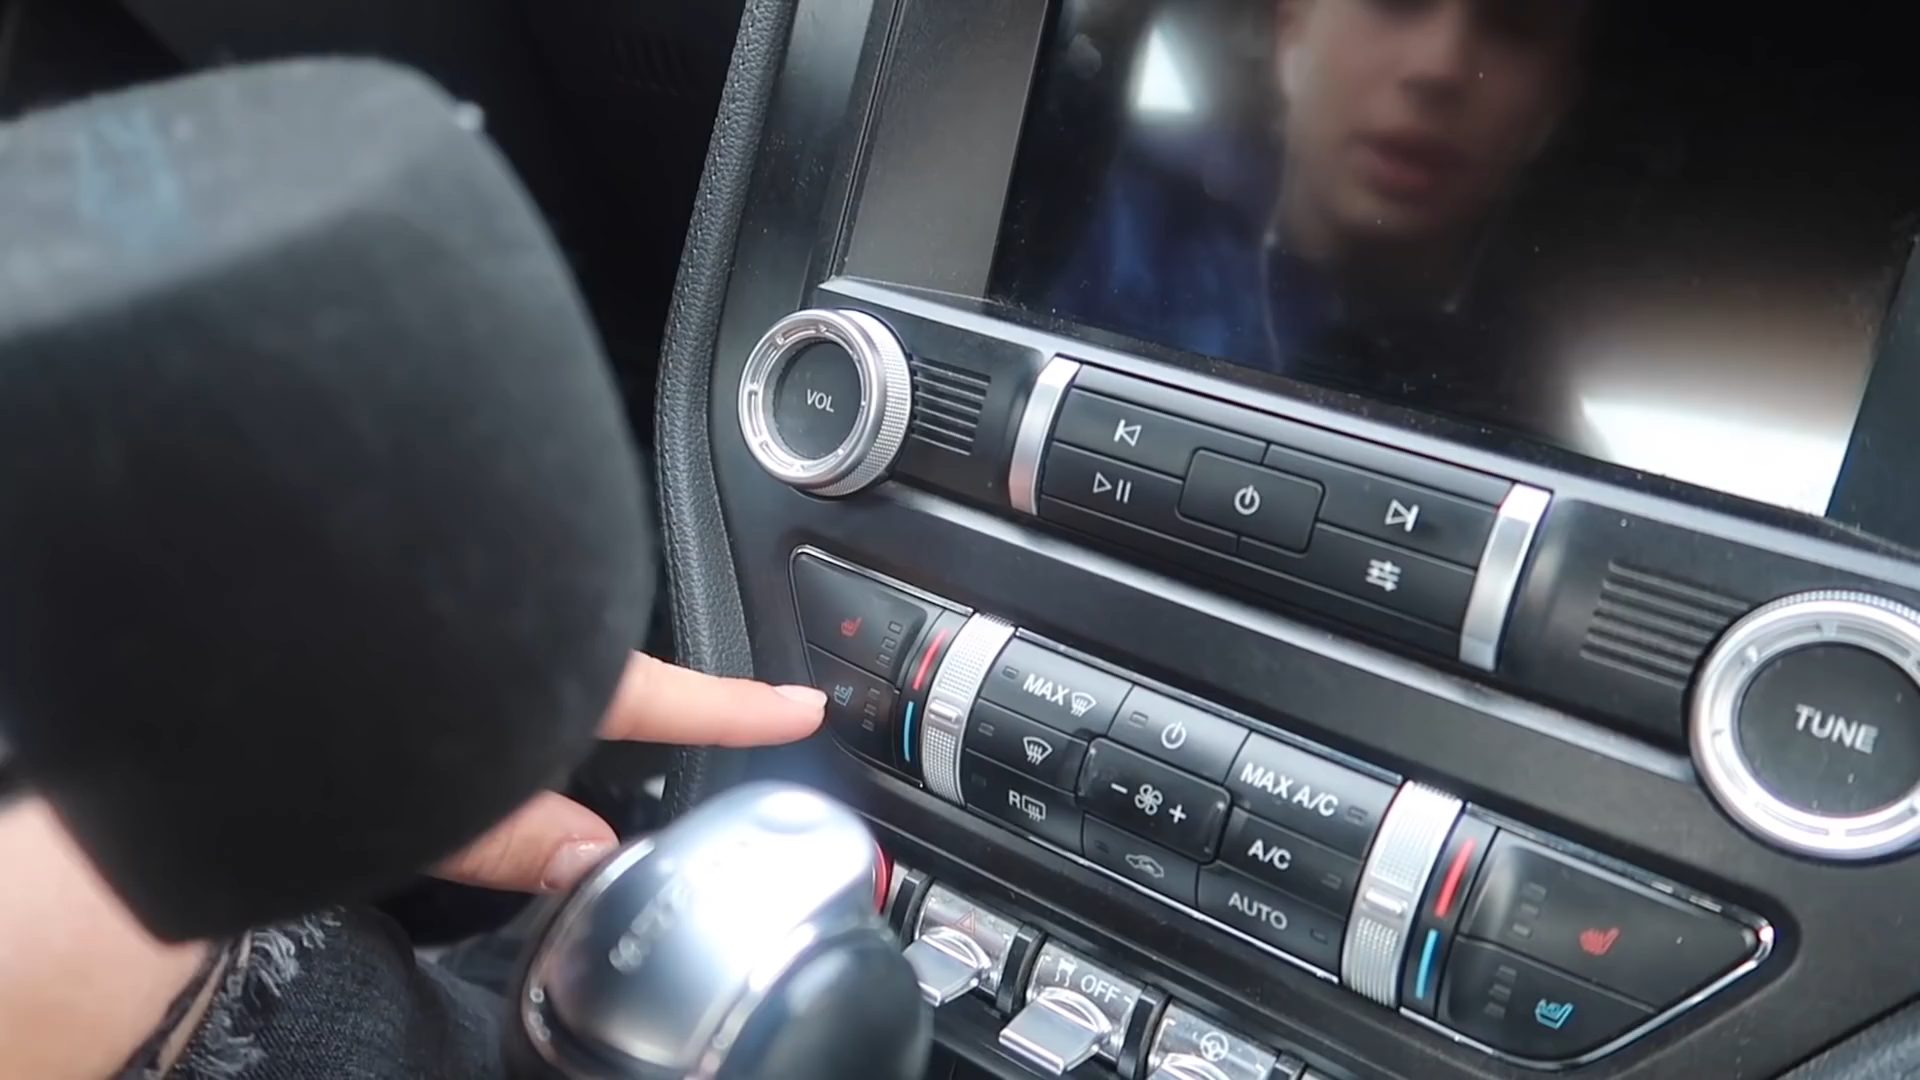 VOL
TUNE
MAX
R
MAX A/C
A/C
AUTO
OFF